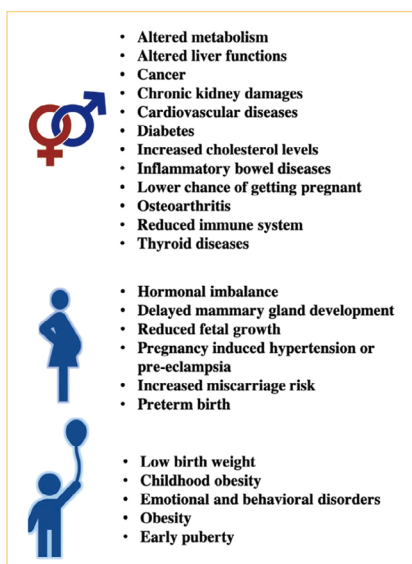 • Altered metabolism
• Altered liver functions
• Cancer
• Chronic kidney damages
• Cardiovascular diseases
• Diabetes
• Increased cholesterol levels
• Inflammatory bowel diseases
• Lower chance of getting pregnant
• Osteoarthritis
• Reduced immune system
• Thyroid diseases
• Hormonal imbalance
• Delayed mammary gland development
• Reduced fetal growth
• Pregnancy induced hypertension or
pre-eclampsia
• Increased miscarriage risk
• Preterm birth
• Low birth weight
• Childhood obesity
• Emotional and behavioral disorders
• Obesity
• Early puberty